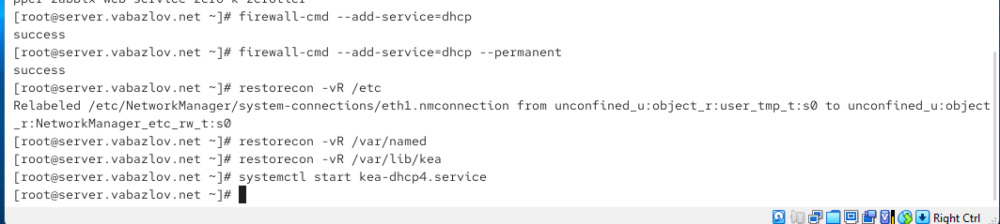 [root@server.vabazlov.net ~]# firewall-cmd --add-service=dhcp
success
[root@server.vabazlov.net ~]# firewall-cmd --add-service=dhcp --permanent
success
[root@server.vabazlov.net ~]# restorecon -vR /etc
Relabeled /etc/NetworkManager/system-connections/eth1.nmconnection from unconfined_u:object_r:user_tmp_t:s0 to unconfined_u:object
_r:NetworkManager_etc_rw_t:s0
[root@server.vabazlov.net ~]# restorecon -vR /var/named
[root@server.vabazlov.net ~]# restorecon -vR /var/lib/kea
[root@server.vabazlov.net ~]# systemctl start kea-dhcp4.service
[root@server.vabazlov.net ~]#
Right Ctrl